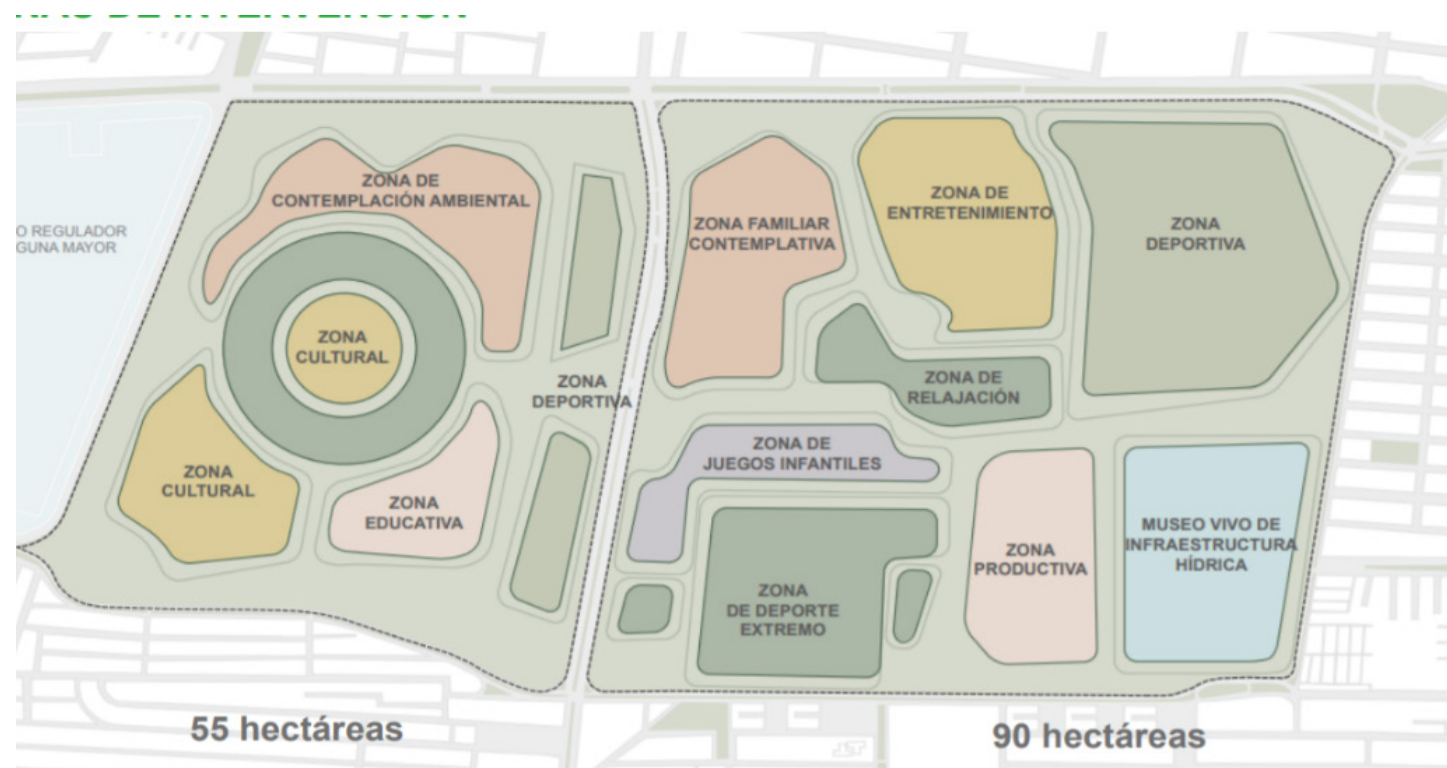 DE INTERVENCIÓN
ZONA DE
CONTEMPLACIÓN AMBIENTAL
O REGULADOR
GUNA MAYOR
ZONA
CULTURAL
ZONA
CULTURAL
ZONA
EDUCATIVA
ZONA
DEPORTIVA
ZONA FAMILIAR
CONTEMPLATIVA
ZONA DE
ENTRETENIMIENTO
ZONA
DEPORTIVA
ZONA DE
RELAJACIÓN
ZONA DE
JUEGOS INFANTILES
ZONA
DE DEPORTE
EXTREMO
ZONA
PRODUCTIVA
MUSEO VIVO DE
INFRAESTRUCTURA
HÍDRICA
55 hectáreas
90 hectáreas